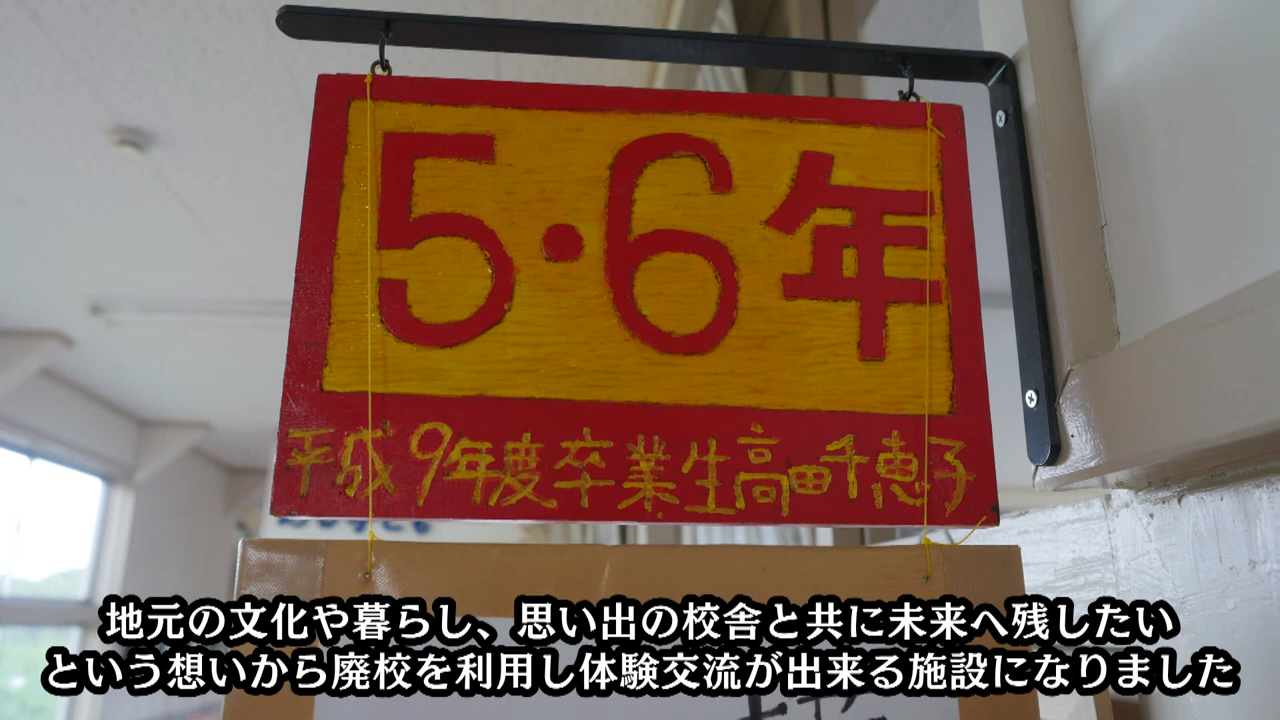 5・6年
平成9年度卒業生高田千恵子
地元の文化や暮らし、思い出の校舎と共に未来へ残したい
という想いから廃校を利用し体験交流が出来る施設になりました